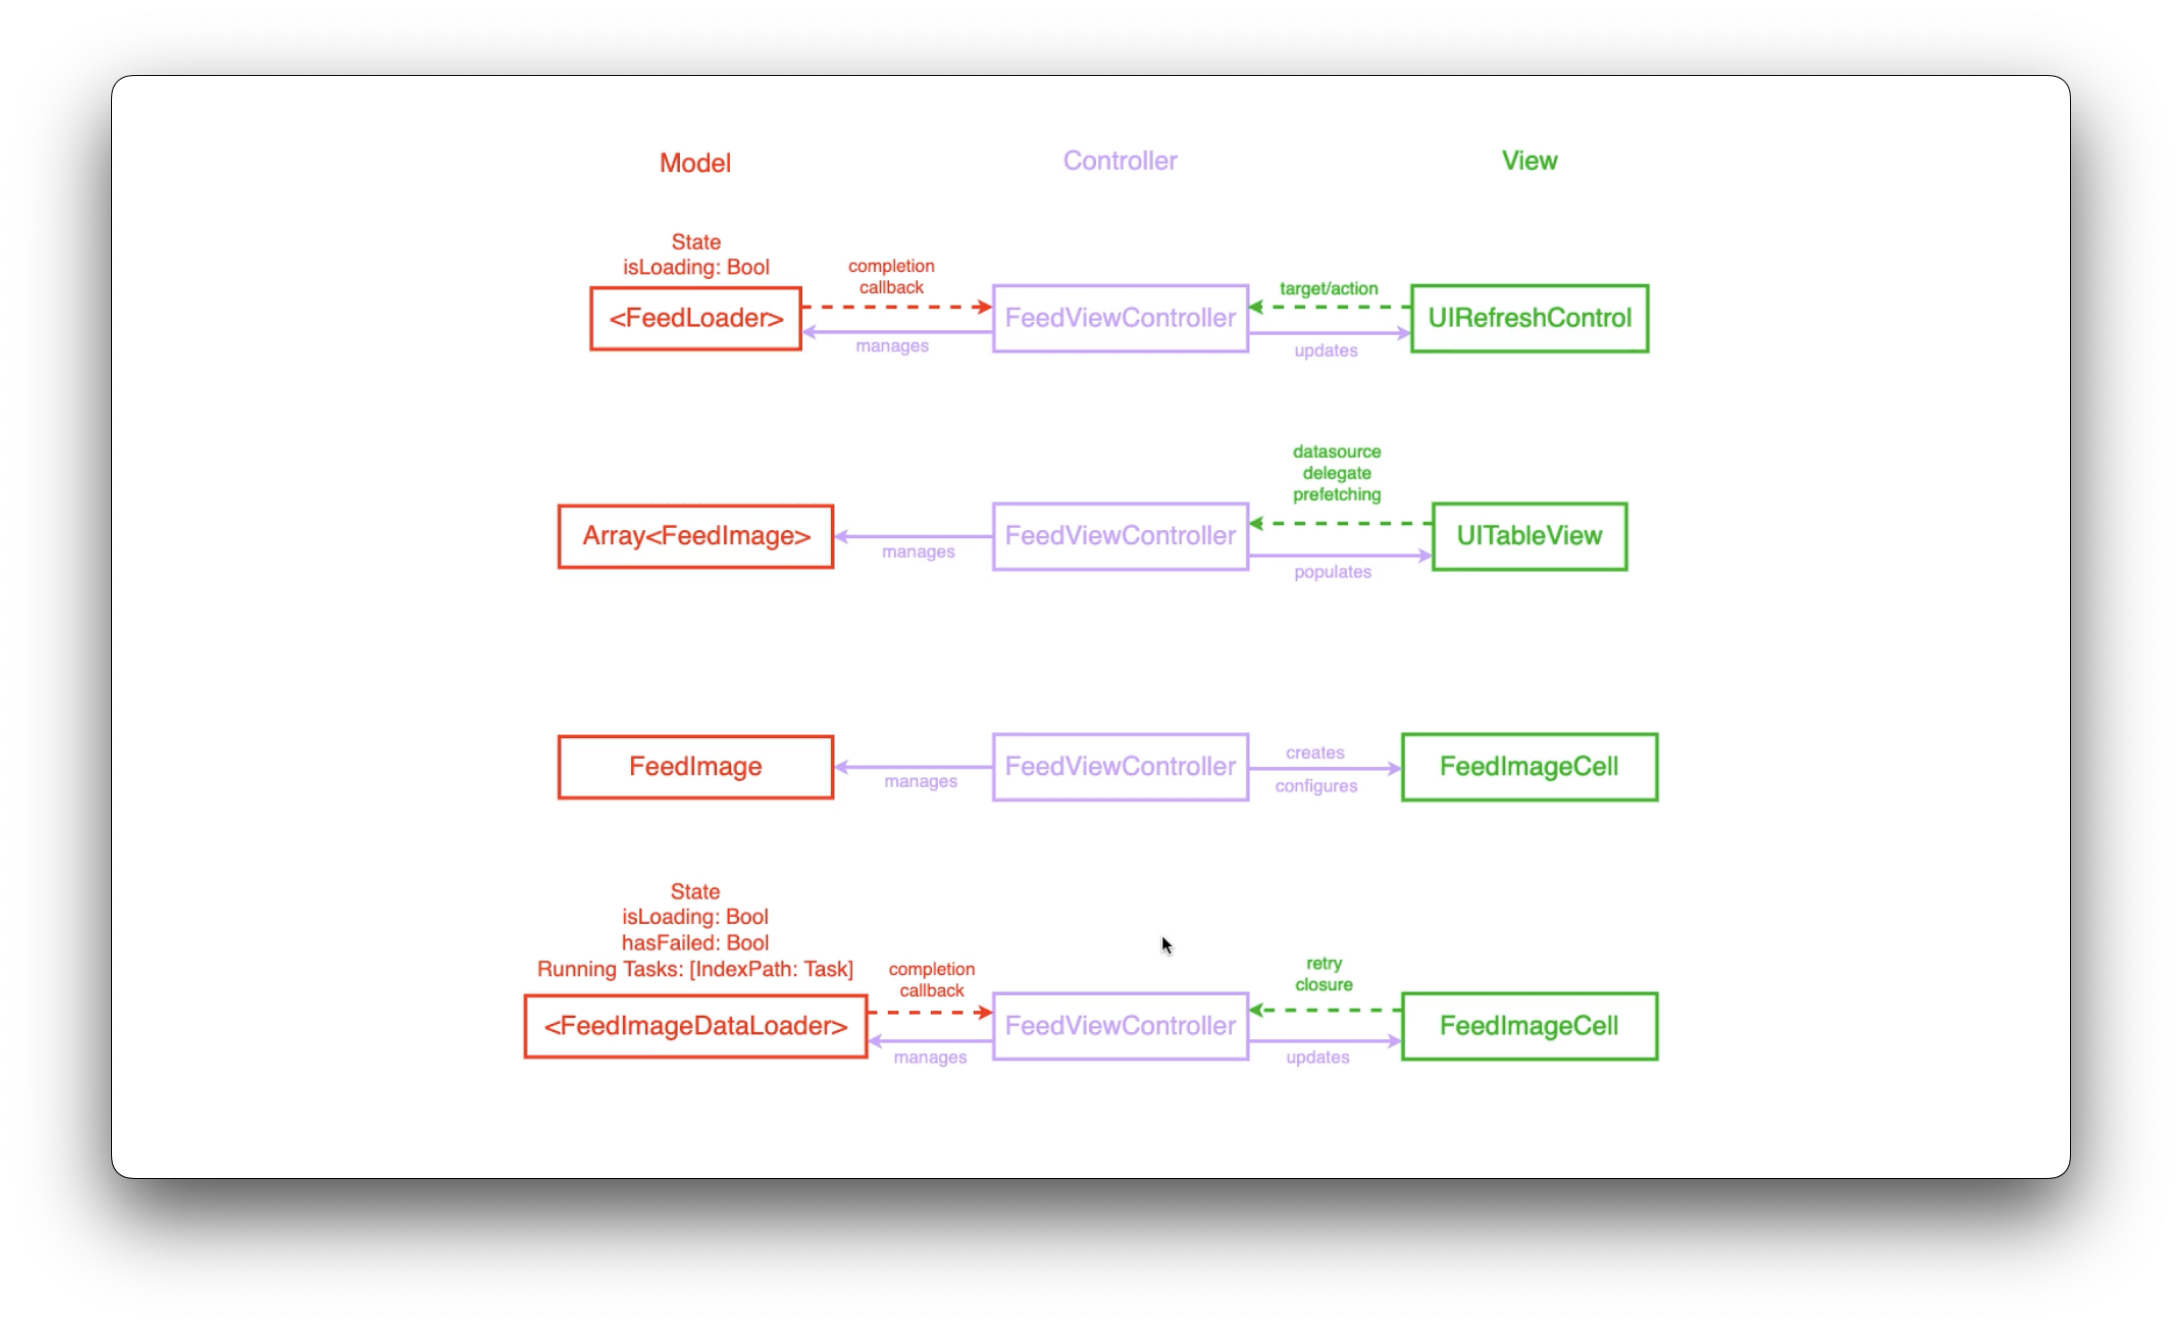 Model
Controller
View
State
isLoading: Bool
<FeedLoader>
completion
callback
manages
FeedViewController
target/action
updates
UIRefreshControl
Array<FeedImage>
manages
FeedViewController
datasource
delegate
prefetching
populates
UITableView
FeedImage
manages
FeedViewController
creates
configures
FeedImageCell
State
isLoading: Bool
hasFailed: Bool
Running Tasks: [IndexPath: Task]
<FeedImageDataLoader>
completion
callback
manages
FeedViewController
retry
closure
updates
FeedImageCell